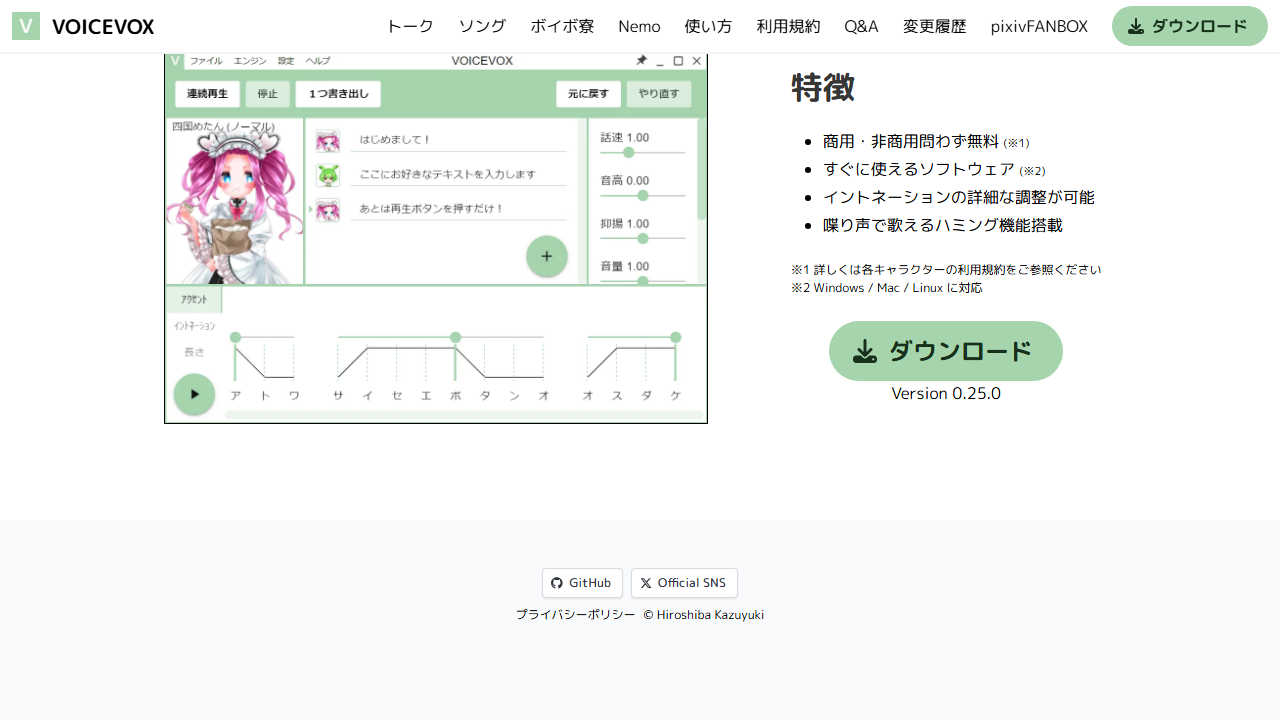 V VOICEVOX トーク ソング ボイボ寮 Nemo 使い方 利用規約 Q&A 変更履歴 pixivFANBOX ダウンロード
V ファイル エンジン 設定 ヘルプ VOICEVOX
連続再生 停止 1つ書き出し 元に戻す やり直す
四国めたん (ノーマル)
はじめまして！
ここにお好きなテキストを入力します
あとは再生ボタンを押すだけ！
話速 1.00
音高 0.00
抑揚 1.00
音量 1.00
アクセント
イントネーション
長さ
ア ト ワ サ イ セ エ ボ タ ン オ オ ス ダ ケ
特徴
商用・非商用問わず無料 (※1)
すぐに使えるソフトウェア (※2)
イントネーションの詳細な調整が可能
喋り声で歌えるハミング機能搭載
※1 詳しくは各キャラクターの利用規約をご参照ください
※2 Windows / Mac / Linux に対応
ダウンロード
Version 0.25.0
GitHub Official SNS
プライバシーポリシー © Hiroshiba Kazuyuki